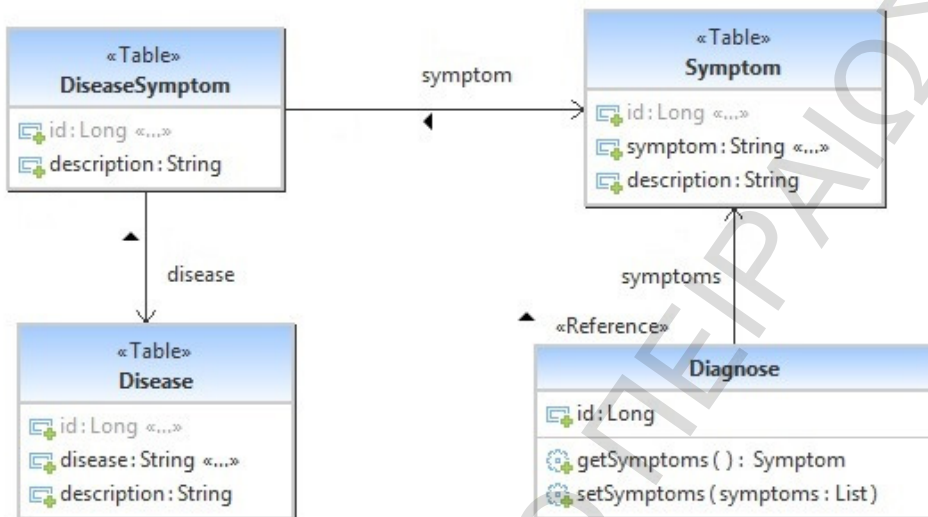 «Table»
DiseaseSymptom
id:Long «...»
description:String
symptom
«Table»
Symptom
id:Long «...»
symptom:String «...»
description:String
disease
symptoms
«Reference»
«Table»
Disease
id:Long «...»
disease:String «...»
description:String
Diagnose
id:Long
getSymptoms ( ) : Symptom
setSymptoms ( symptoms : List )
ΠΕΙΡΑΙΩΣ